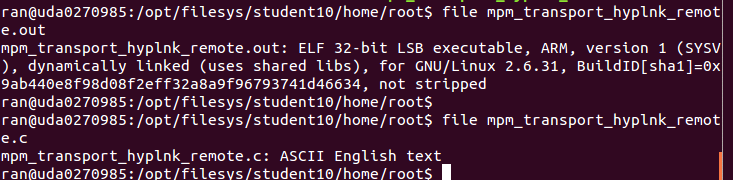 ran@uda0270985:/opt/filesys/student10/home/root$ file mpm_transport_hyplnk_remot
e.out
mpm_transport_hyplnk_remote.out: ELF 32-bit LSB executable, ARM, version 1 (SYSV
), dynamically linked (uses shared libs), for GNU/Linux 2.6.31, BuildID[sha1]=0x
9ab440e8f98d08f2eff32a8a9f96793741d46634, not stripped
ran@uda0270985:/opt/filesys/student10/home/root$
ran@uda0270985:/opt/filesys/student10/home/root$ file mpm_transport_hyplnk_remot
e.c
mpm_transport_hyplnk_remote.c: ASCII English text
ran@uda0270985:/opt/filesys/student10/home/root$